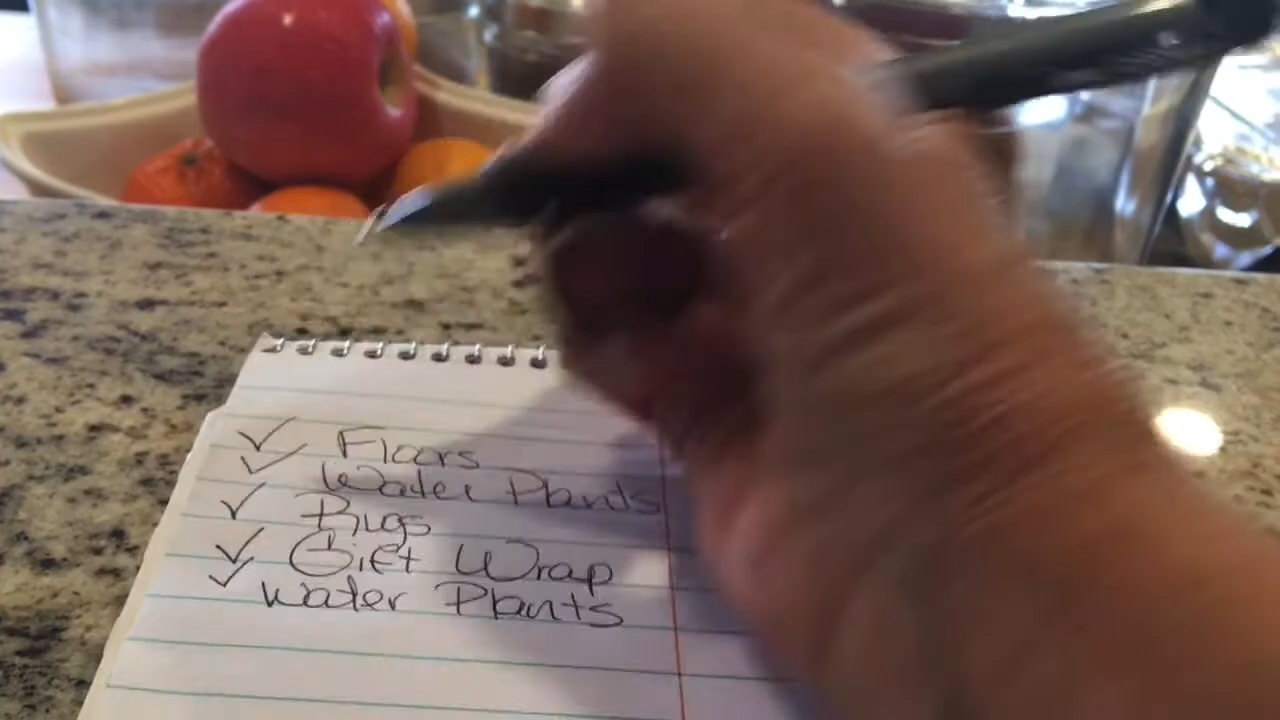 ✓ Floors
✓ Water Plants
✓ Rugs
✓ Gift Wrap
✓ Water Plants